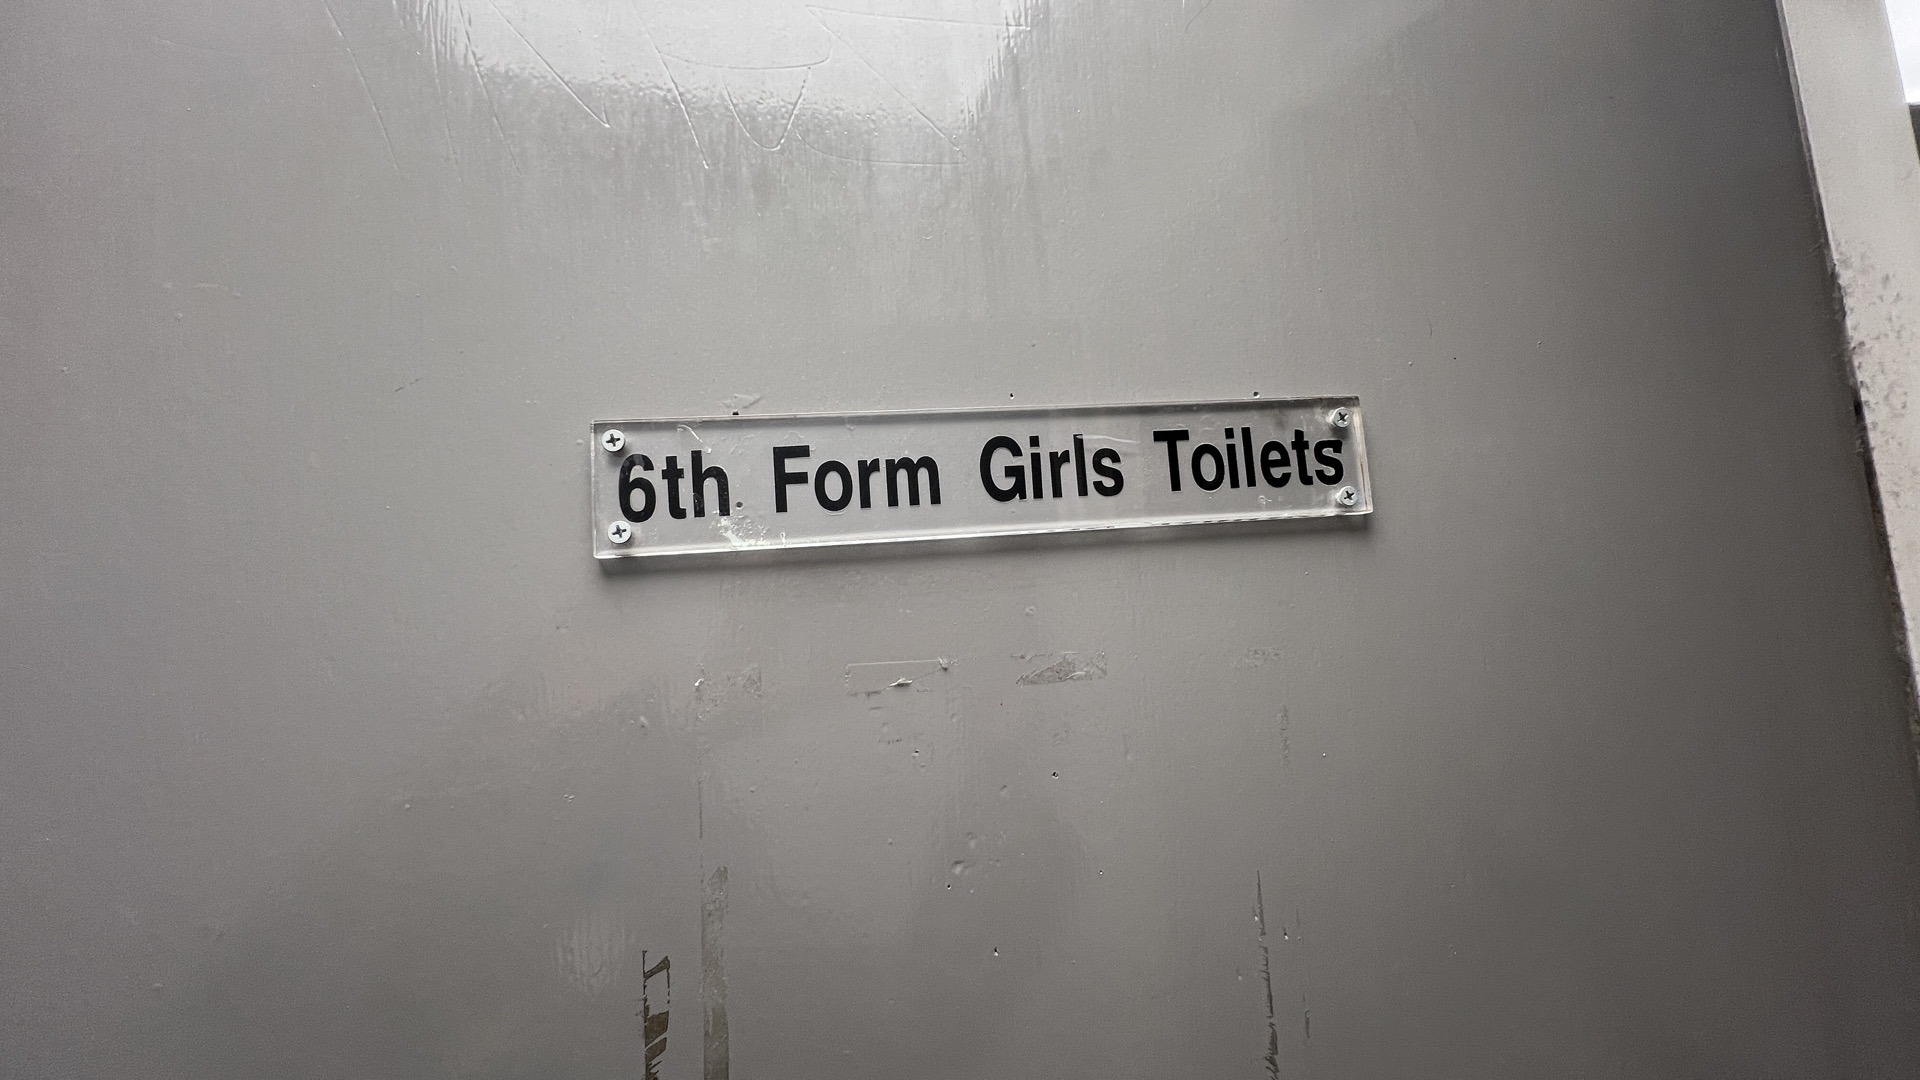 6th Form Girls Toilets